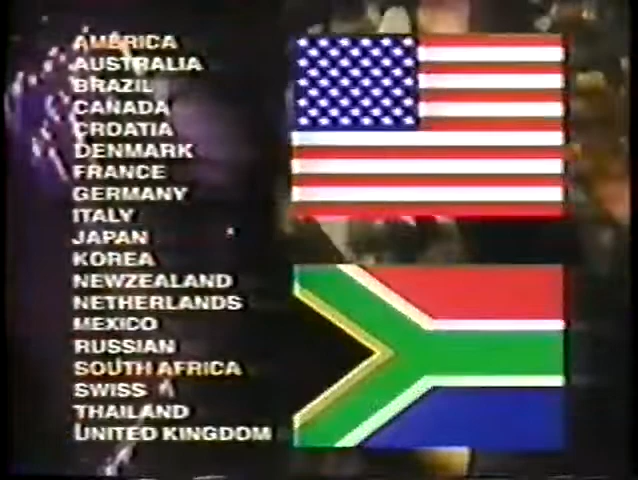 AMERICA
AUSTRALIA
BRAZIL
CANADA
CROATIA
DENMARK
FRANCE
GERMANY
ITALY
JAPAN
KOREA
NEWZEALAND
NETHERLANDS
MEXICO
RUSSIAN
SOUTH AFRICA
SWISS
THAILAND
UNITED KINGDOM